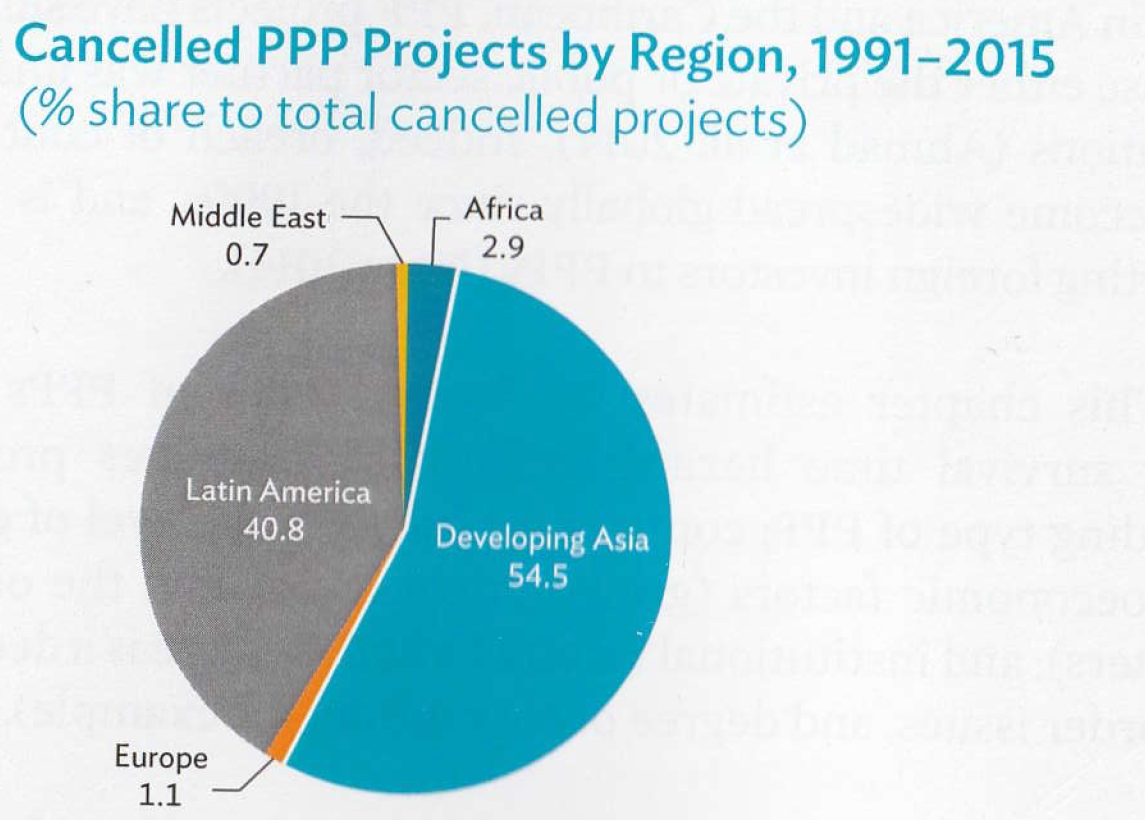 Cancelled PPP Projects by Region, 1991–2015
(% share to total cancelled projects)
Middle East
0.7
Africa
2.9
Latin America
40.8
Developing Asia
54.5
Europe
1.1